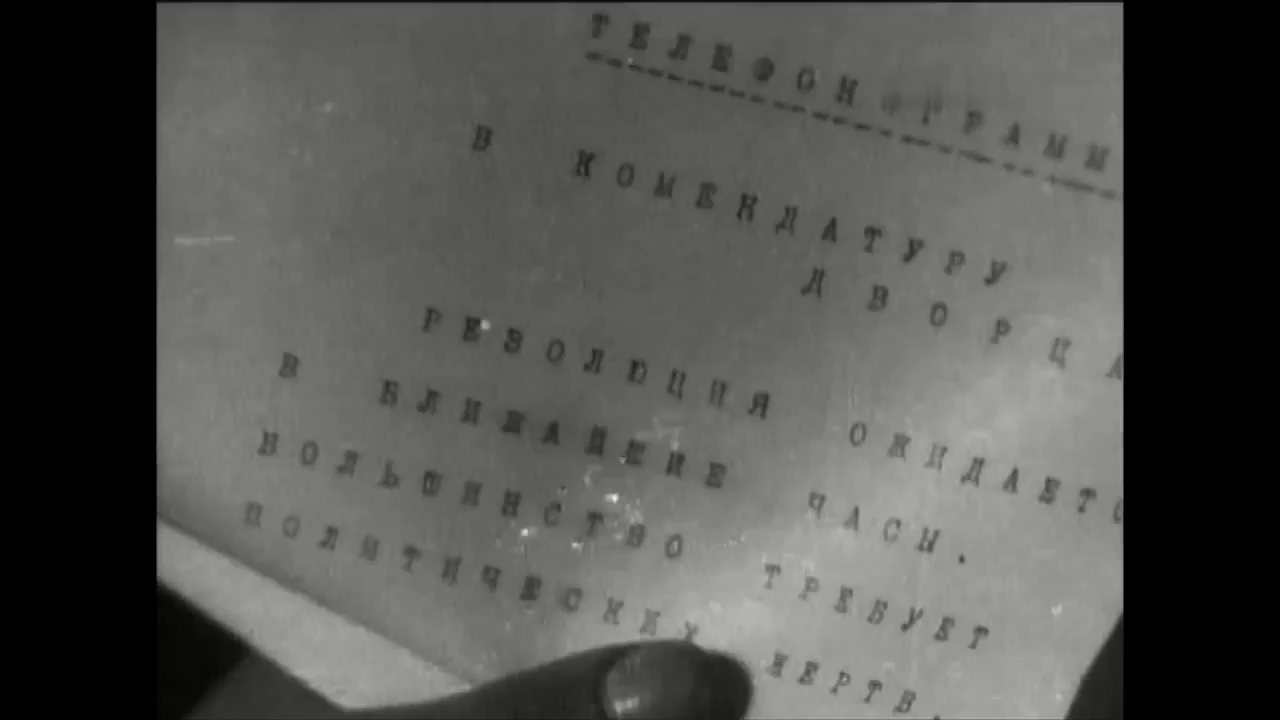 ТЕЛЕФОНОГРАММ
В КОМЕНДАТУРУ
ДВОРЦА
РЕЗОЛЮЦИЯ ОЖИДАЕТС
В БЛИЖАЙШИЕ ЧАСЫ.
БОЛЬШИНСТВО ТРЕБУЕТ
ПОЛИТИЧЕСКИХ ЖЕРТВ.